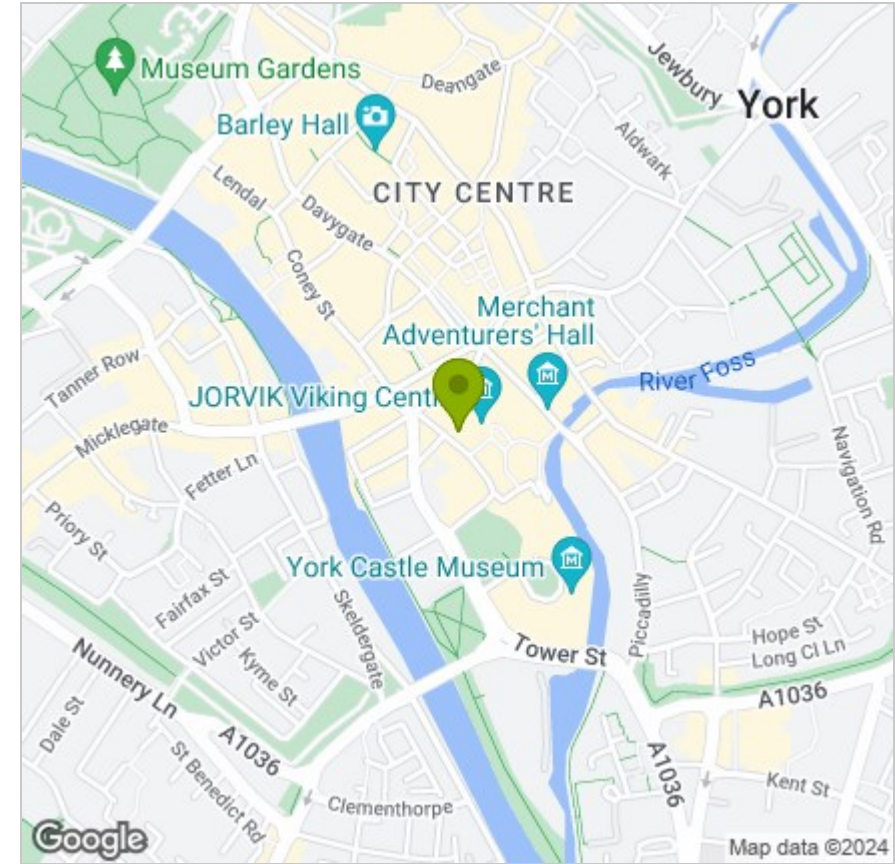 Museum Gardens
Deangate
Jewbury
York
Barley Hall
Aldwark
Lendal
Davygate
CITY CENTRE
Coney St
Merchant
Adventurers' Hall
Tanner Row
River Foss
JORVIK Viking Cent
Micklegate
Fetter Ln
Navigation Rd
Priory St
York Castle Museum
Fairfax St
Skeldergate
Piccadilly
Victor St
Hope St
Nunnery Ln
Kyme St
Tower St
Long Cl Ln
A1036
Dale St
A1036
St Benedict Rd
A1036
Kent St
Clementhorpe
Google
Map data ©2024